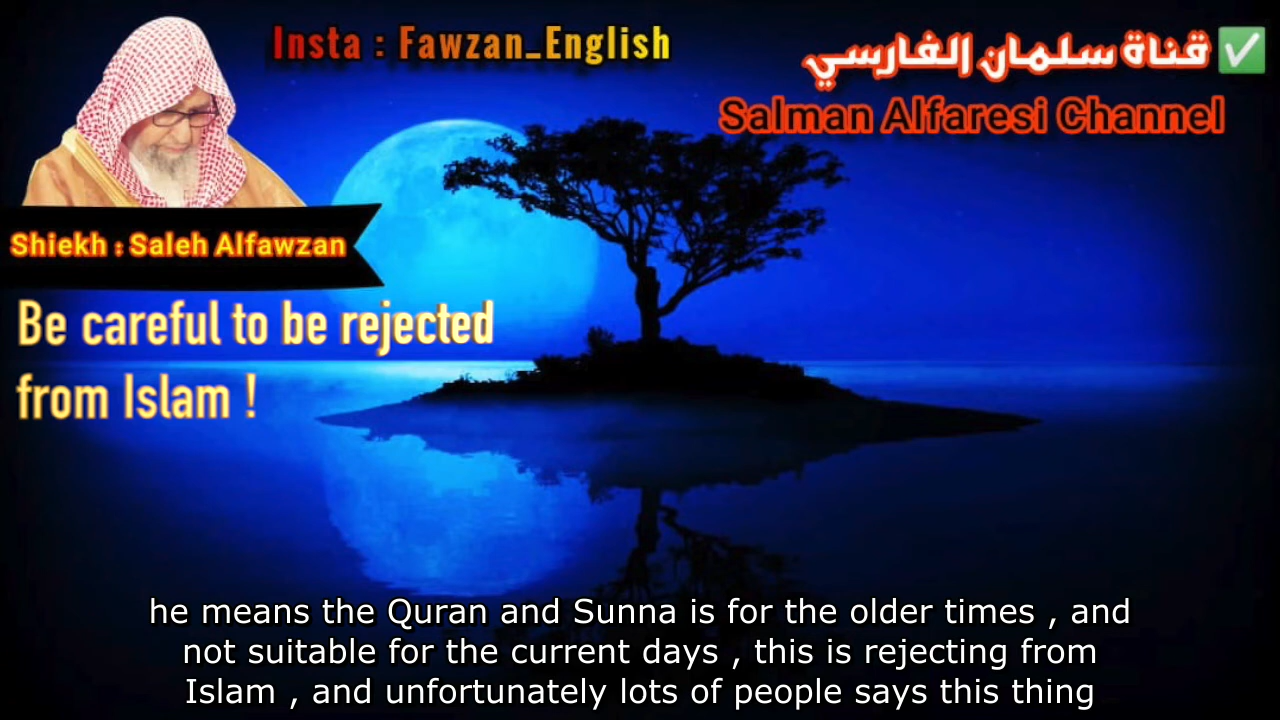 Insta : Fawzan_English
✅ قناة سلمان الفارسي
Salman Alfaresi Channel
Shiekh : Saleh Alfawzan
Be careful to be rejected
from Islam !
he means the Quran and Sunna is for the older times , and
not suitable for the current days , this is rejecting from
Islam , and unfortunately lots of people says this thing